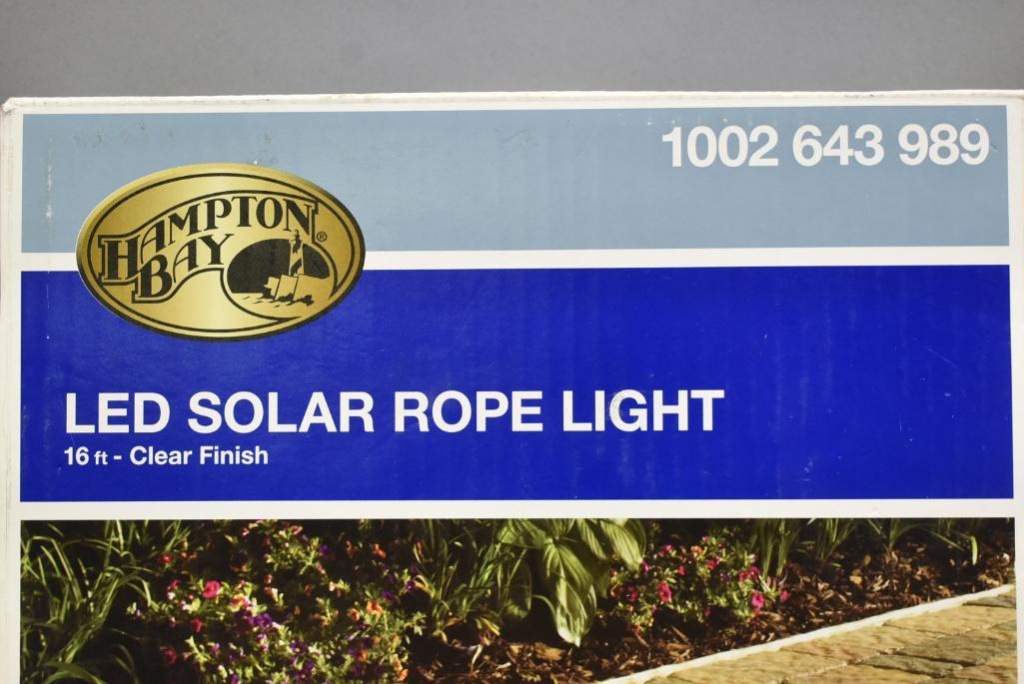 1002 643 989
HAMPTON
BAY®
LED SOLAR ROPE LIGHT
16 ft - Clear Finish